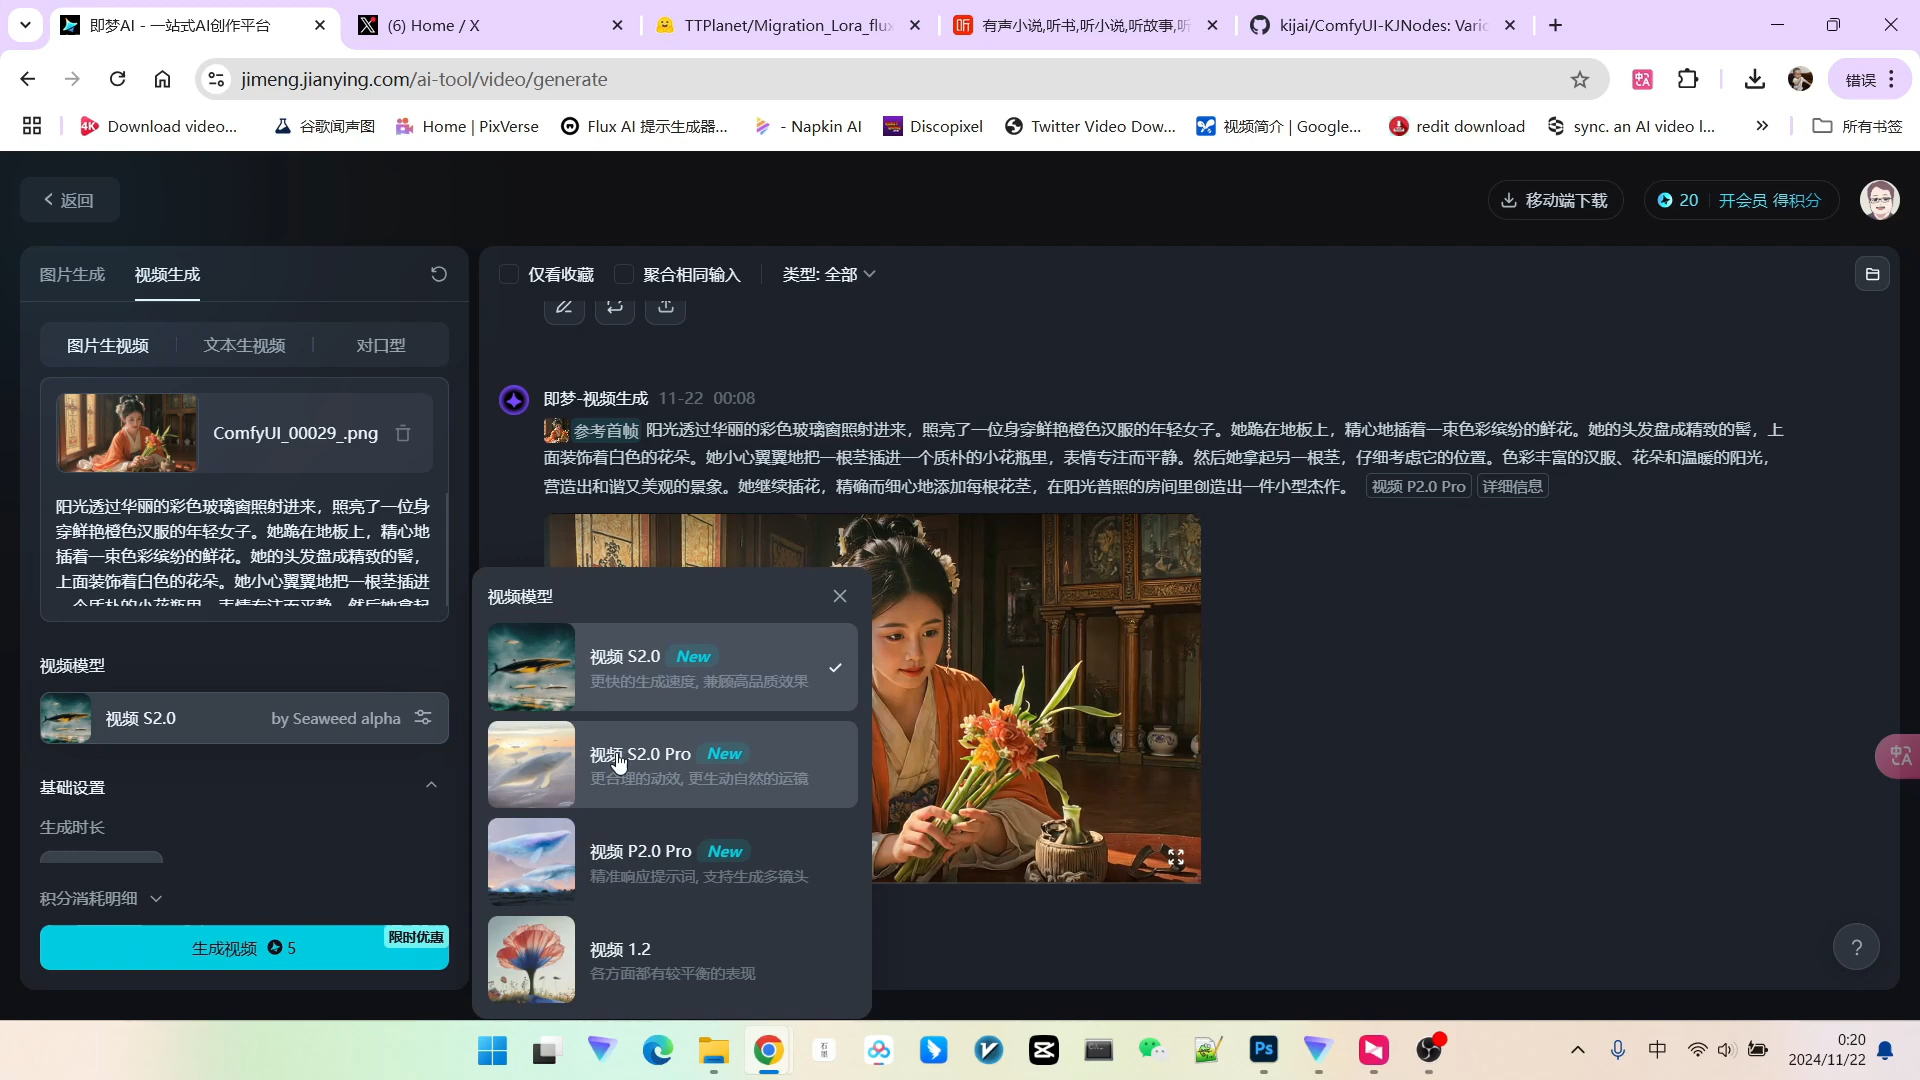 即梦AI - 一站式AI创作平台
(6) Home / X
TTPlanet/Migration_Lora_flux
有声小说,听书,听小说,听故事,听
kijai/ComfyUI-KJNodes: Vario
jimeng.jianying.com/ai-tool/video/generate
错误
Download video...
谷歌闻声图
Home | PixVerse
Flux AI 提示生成器...
- Napkin AI
Discopixel
Twitter Video Dow...
视频简介 | Google...
redit download
sync. an AI video l...
所有书签
返回
移动端下载
20
开会员 得积分
图片生成
视频生成
仅看收藏
聚合相同输入
类型: 全部
图片生视频
文本生视频
对口型
ComfyUI_00029_.png
阳光透过华丽的彩色玻璃窗照射进来，照亮了一位身
穿鲜艳橙色汉服的年轻女子。她跪在地板上，精心地
插着一束色彩缤纷的鲜花。她的头发盘成精致的髻，
上面装饰着白色的花朵。她小心翼翼地把一根茎插进
一个质朴的小花瓶里，表情专注而平静。然后她拿起
视频模型
视频 S2.0
by Seaweed alpha
基础设置
生成时长
积分消耗明细
限时优惠
生成视频 5
即梦-视频生成 11-22 00:08
参考首帧 阳光透过华丽的彩色玻璃窗照射进来，照亮了一位身穿鲜艳橙色汉服的年轻女子。她跪在地板上，精心地插着一束色彩缤纷的鲜花。她的头发盘成精致的髻，上
面装饰着白色的花朵。她小心翼翼地把一根茎插进一个质朴的小花瓶里，表情专注而平静。然后她拿起另一根茎，仔细考虑它的位置。色彩丰富的汉服、花朵和温暖的阳光，
营造出和谐又美观的景象。她继续插花，精确而细心地添加每根花茎，在阳光普照的房间里创造出一件小型杰作。 视频 P2.0 Pro 详细信息
视频模型
视频 S2.0 New
更快的生成速度, 兼顾高品质效果
视频 S2.0 Pro New
更合理的动效, 更生动自然的运镜
视频 P2.0 Pro New
精准响应提示词, 支持生成多镜头
视频 1.2
各方面都有较平衡的表现
?
Ps
中
0:20
2024/11/22